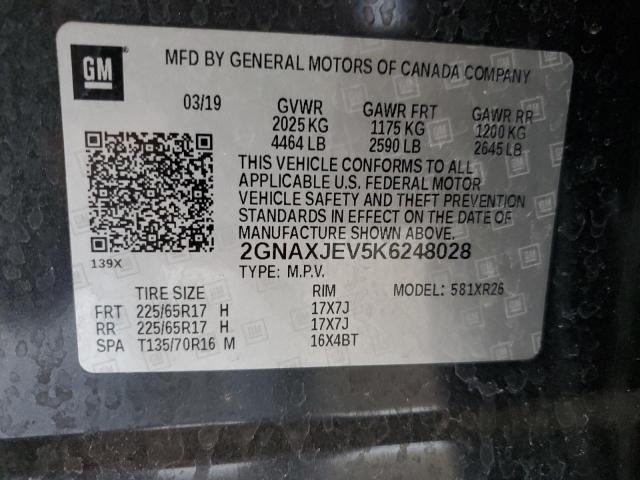 GM
MFD BY GENERAL MOTORS OF CANADA COMPANY
03/19 GVWR GAWR FRT GAWR RR
2025 KG 1175 KG 1200 KG
4464 LB 2590 LB 2645 LB
THIS VEHICLE CONFORMS TO ALL
APPLICABLE U.S. FEDERAL MOTOR
VEHICLE SAFETY AND THEFT PREVENTION
STANDARDS IN EFFECT ON THE DATE OF
MANUFACTURE SHOWN ABOVE.
139X 2GNAXJEV5K6248028
TYPE: M.P.V. MODEL: 581XR26
TIRE SIZE RIM
FRT 225/65R17 H 17X7J
RR 225/65R17 H 17X7J
SPA T135/70R16 M 16X4BT